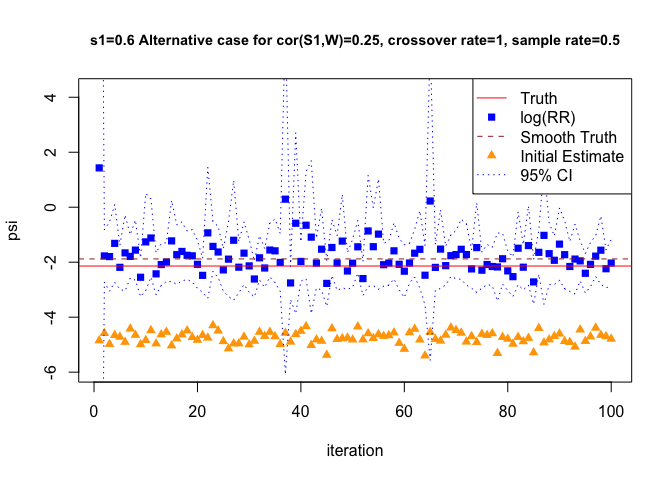 s1=0.6 Alternative case for cor(S1,W)=0.25, crossover rate=1, sample rate=0.5
Truth
log(RR)
Smooth Truth
Initial Estimate
95% CI
psi
4
2
0
-2
-4
-6
0 20 40 60 80 100
iteration